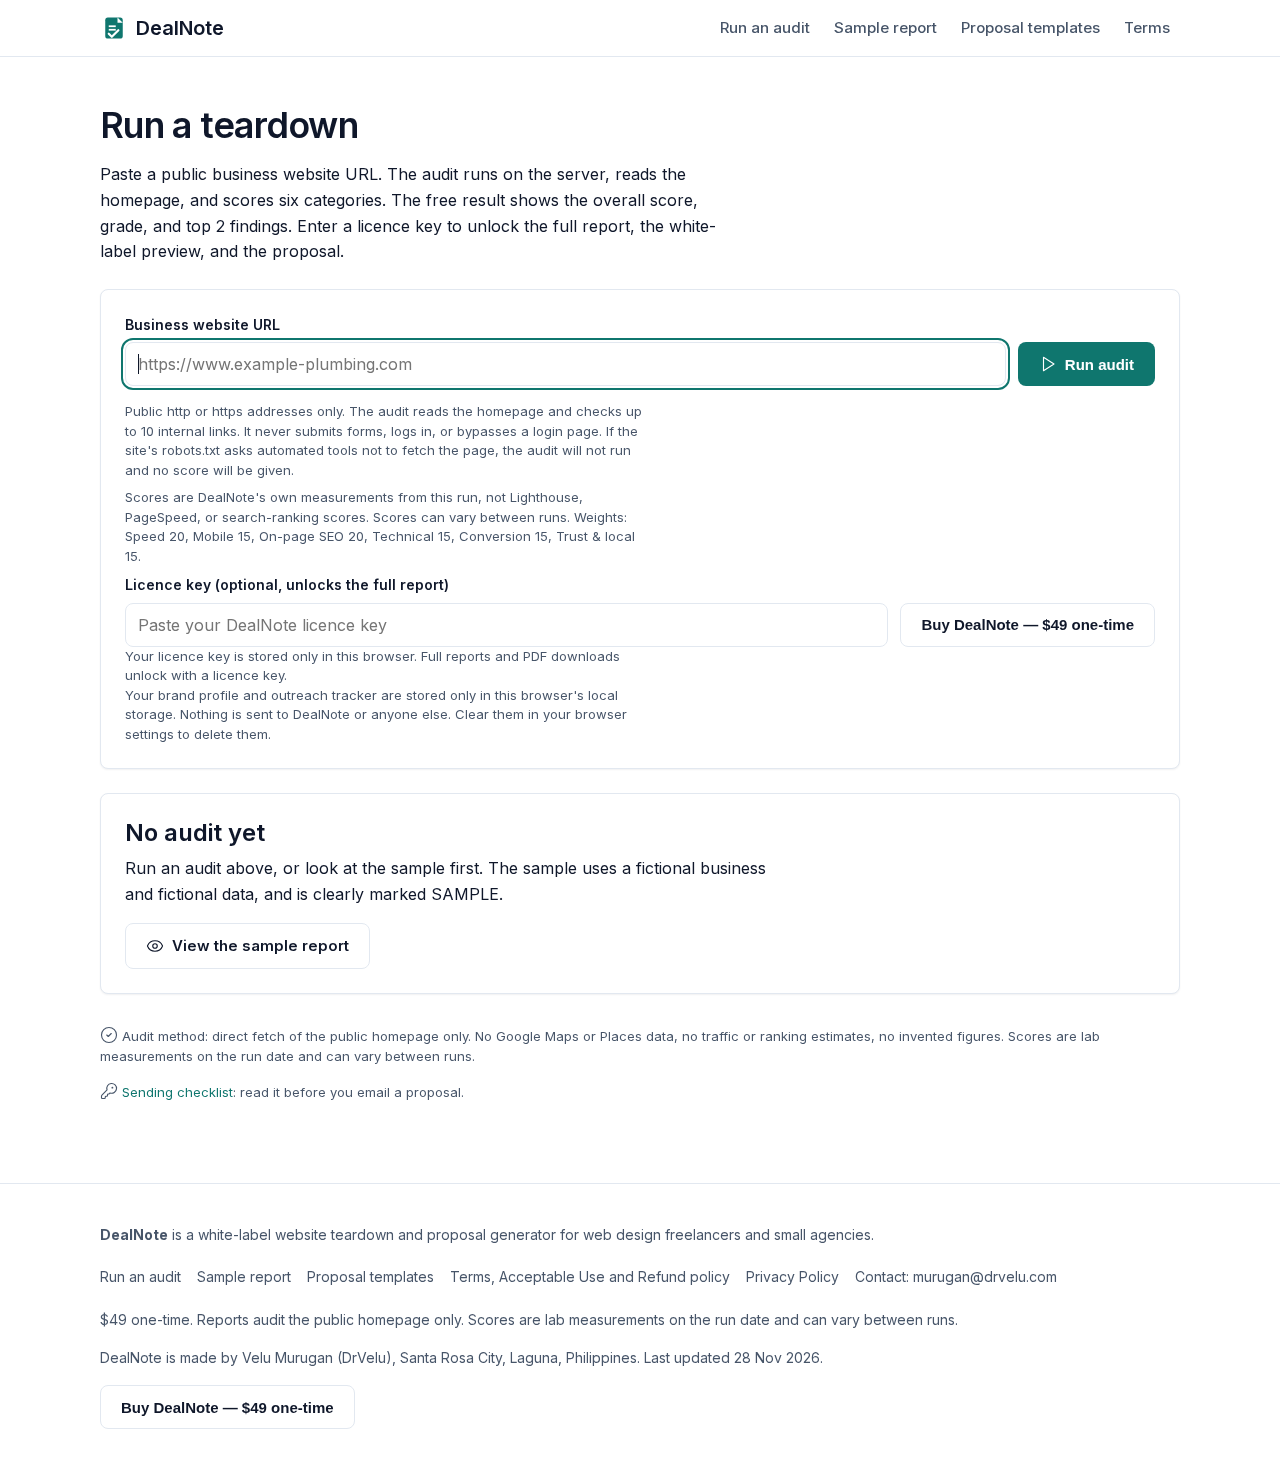 DealNote
Run an audit
Sample report
Proposal templates
Terms
Run a teardown
Paste a public business website URL. The audit runs on the server, reads the
homepage, and scores six categories. The free result shows the overall score,
grade, and top 2 findings. Enter a licence key to unlock the full report, the white-
label preview, and the proposal.
Business website URL
https://www.example-plumbing.com
Run audit
Public http or https addresses only. The audit reads the homepage and checks up
to 10 internal links. It never submits forms, logs in, or bypasses a login page. If the
site's robots.txt asks automated tools not to fetch the page, the audit will not run
and no score will be given.
Scores are DealNote's own measurements from this run, not Lighthouse,
PageSpeed, or search-ranking scores. Scores can vary between runs. Weights:
Speed 20, Mobile 15, On-page SEO 20, Technical 15, Conversion 15, Trust & local
15.
Licence key (optional, unlocks the full report)
Paste your DealNote licence key
Buy DealNote — $49 one-time
Your licence key is stored only in this browser. Full reports and PDF downloads
unlock with a licence key.
Your brand profile and outreach tracker are stored only in this browser's local
storage. Nothing is sent to DealNote or anyone else. Clear them in your browser
settings to delete them.
No audit yet
Run an audit above, or look at the sample first. The sample uses a fictional business
and fictional data, and is clearly marked SAMPLE.
View the sample report
Audit method: direct fetch of the public homepage only. No Google Maps or Places data, no traffic or ranking estimates, no invented figures. Scores are lab
measurements on the run date and can vary between runs.
Sending checklist: read it before you email a proposal.
DealNote is a white-label website teardown and proposal generator for web design freelancers and small agencies.
Run an audit
Sample report
Proposal templates
Terms, Acceptable Use and Refund policy
Privacy Policy
Contact: murugan@drvelu.com
$49 one-time. Reports audit the public homepage only. Scores are lab measurements on the run date and can vary between runs.
DealNote is made by Velu Murugan (DrVelu), Santa Rosa City, Laguna, Philippines. Last updated 28 Nov 2026.
Buy DealNote — $49 one-time